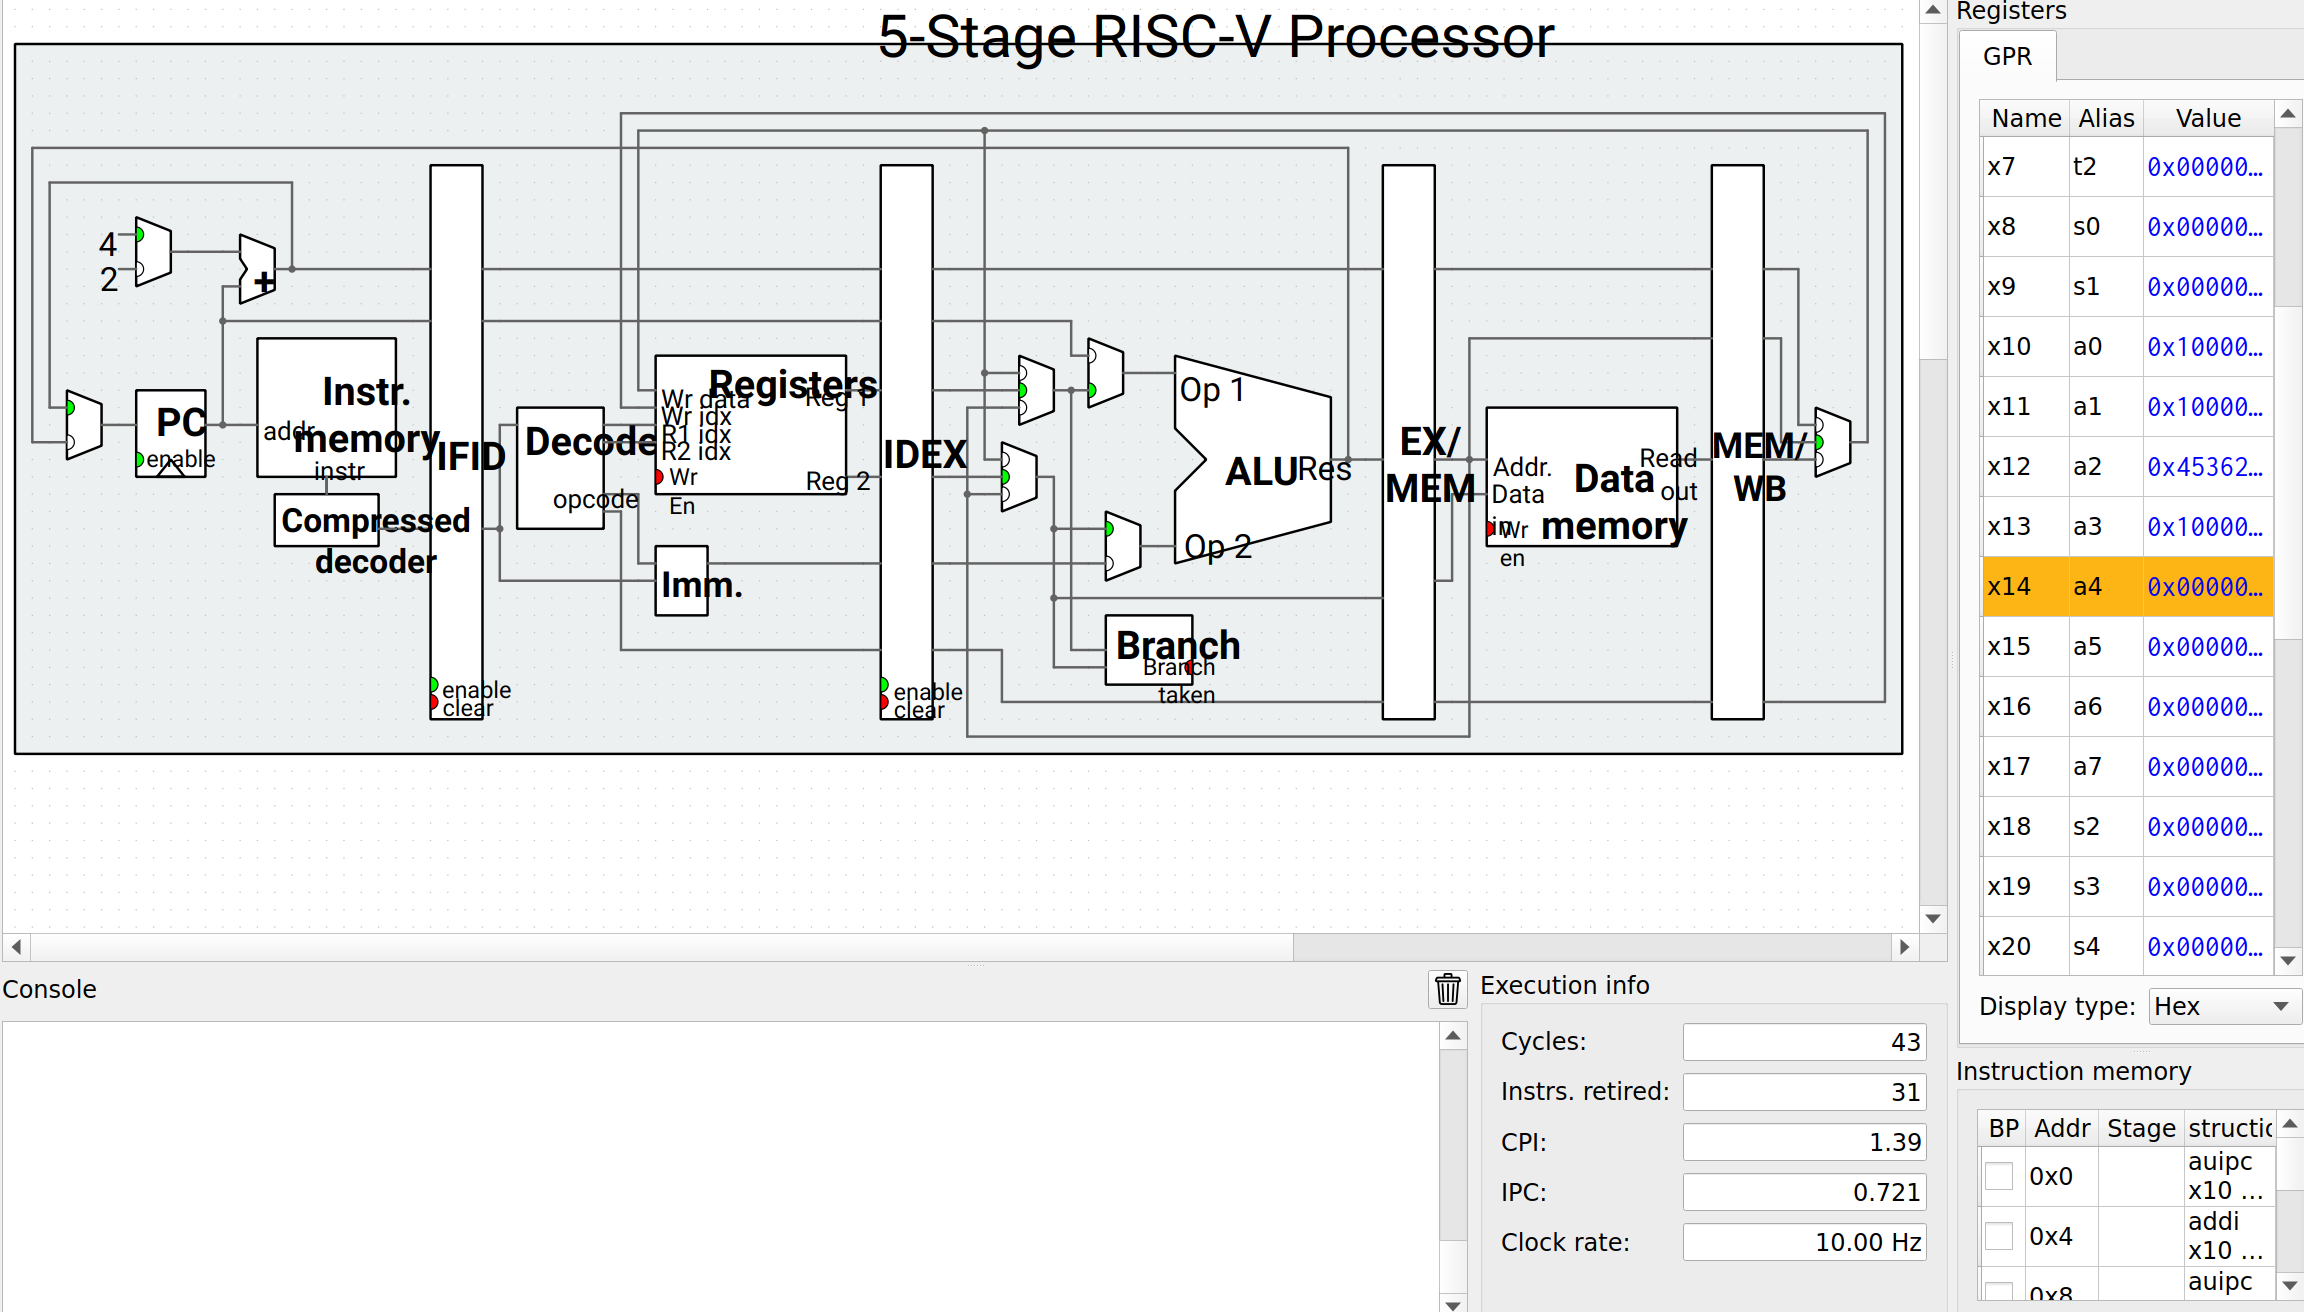 5-Stage RISC-V Processor
4
2
+
PC
enable
Instr.
memory
addr
instr
Compressed
decoder
IFID
enable
clear
Decode
opcode
Registers
Wr data
Wr idx
R1 idx
R2 idx
Wr
En
Reg 1
Reg 2
Imm.
IDEX
enable
clear
Op 1
ALU
Res
Op 2
Branch
Branch
taken
EX/
MEM
Addr.
Data
in
Wr
en
Data
memory
Read
out
MEM/
WB
Console
Execution info
Cycles: 43
Instrs. retired: 31
CPI: 1.39
IPC: 0.721
Clock rate: 10.00 Hz
Registers
GPR
Name Alias Value
x7 t2 0x00000…
x8 s0 0x00000…
x9 s1 0x00000…
x10 a0 0x10000…
x11 a1 0x10000…
x12 a2 0x45362…
x13 a3 0x10000…
x14 a4 0x00000…
x15 a5 0x00000…
x16 a6 0x00000…
x17 a7 0x00000…
x18 s2 0x00000…
x19 s3 0x00000…
x20 s4 0x00000…
Display type: Hex
Instruction memory
BP Addr Stage structic
0x0 auipc
x10 …
0x4 addi
x10 …
0x8 auipc